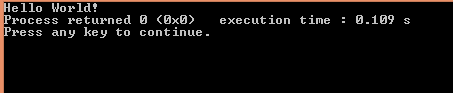 Hello World!
Process returned 0 (0x0)   execution time : 0.109 s
Press any key to continue.